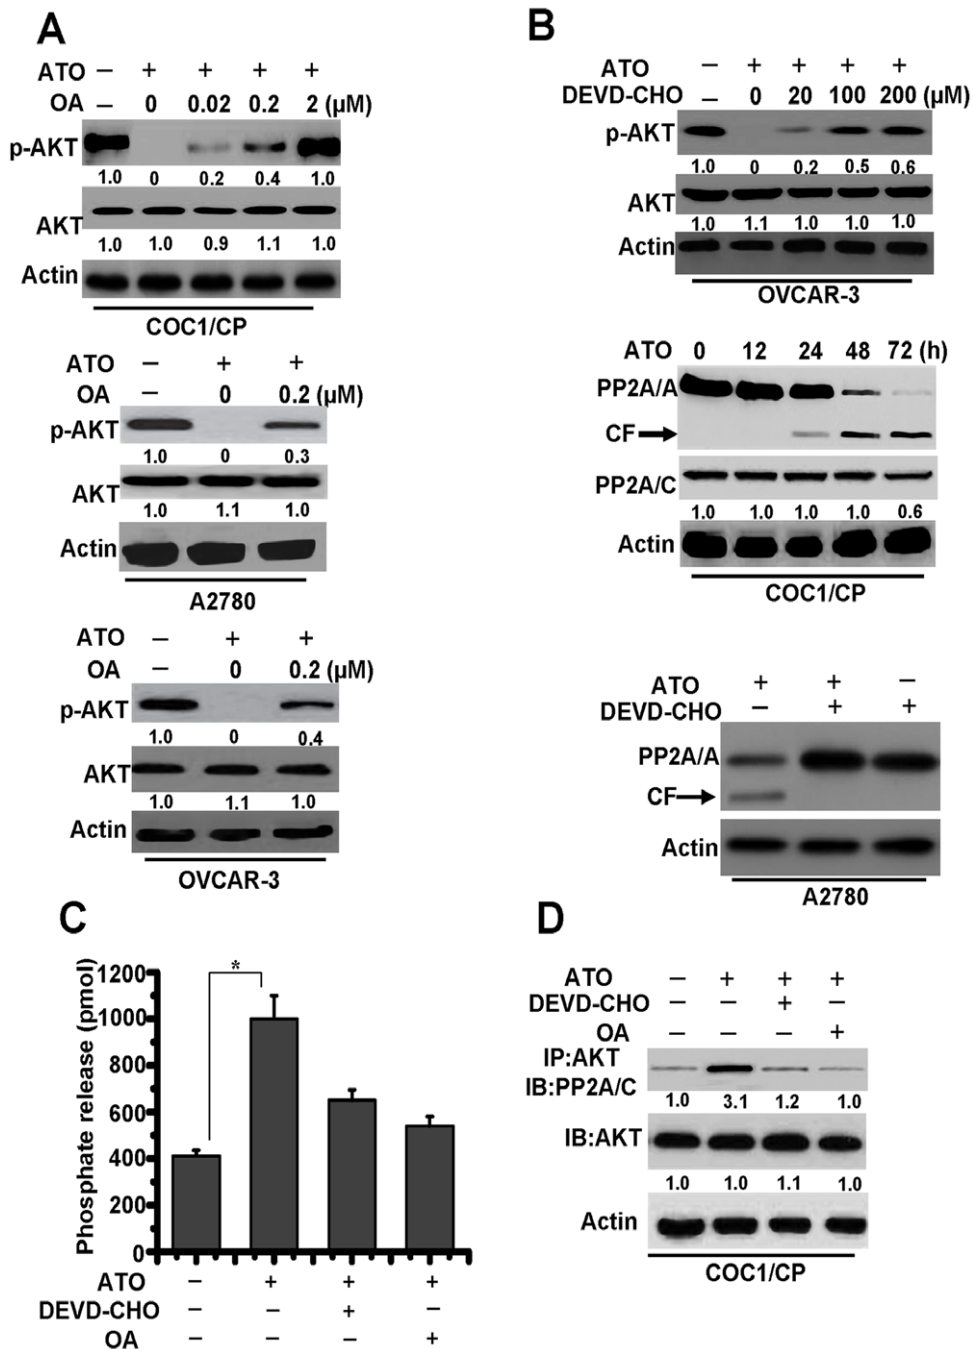 A
ATO – + + + +
OA – 0 0.02 0.2 2 (μM)
p-AKT
1.0 0 0.2 0.4 1.0
AKT
1.0 1.0 0.9 1.1 1.0
Actin
COC1/CP
ATO – + +
OA – 0 0.2 (μM)
p-AKT
1.0 0 0.3
AKT
1.0 1.1 1.0
Actin
A2780
ATO – + +
OA – 0 0.2 (μM)
p-AKT
1.0 0 0.4
AKT
1.0 1.1 1.0
Actin
OVCAR-3
B
ATO – + + + +
DEVD-CHO – 0 20 100 200 (μM)
p-AKT
1.0 0 0.2 0.5 0.6
AKT
1.0 1.1 1.0 1.0 1.0
Actin
OVCAR-3
ATO 0 12 24 48 72 (h)
PP2A/A
CF
PP2A/C
1.0 1.0 1.0 1.0 0.6
Actin
COC1/CP
ATO + + –
DEVD-CHO – + +
PP2A/A
CF
Actin
A2780
C
Phosphate release (pmol)
1200
1000
800
600
400
200
0
*
ATO – + + +
DEVD-CHO – – + –
OA – – – +
D
ATO – + + +
DEVD-CHO – – + –
OA – – – +
IP:AKT
IB:PP2A/C
1.0 3.1 1.2 1.0
IB:AKT
1.0 1.0 1.1 1.0
Actin
COC1/CP